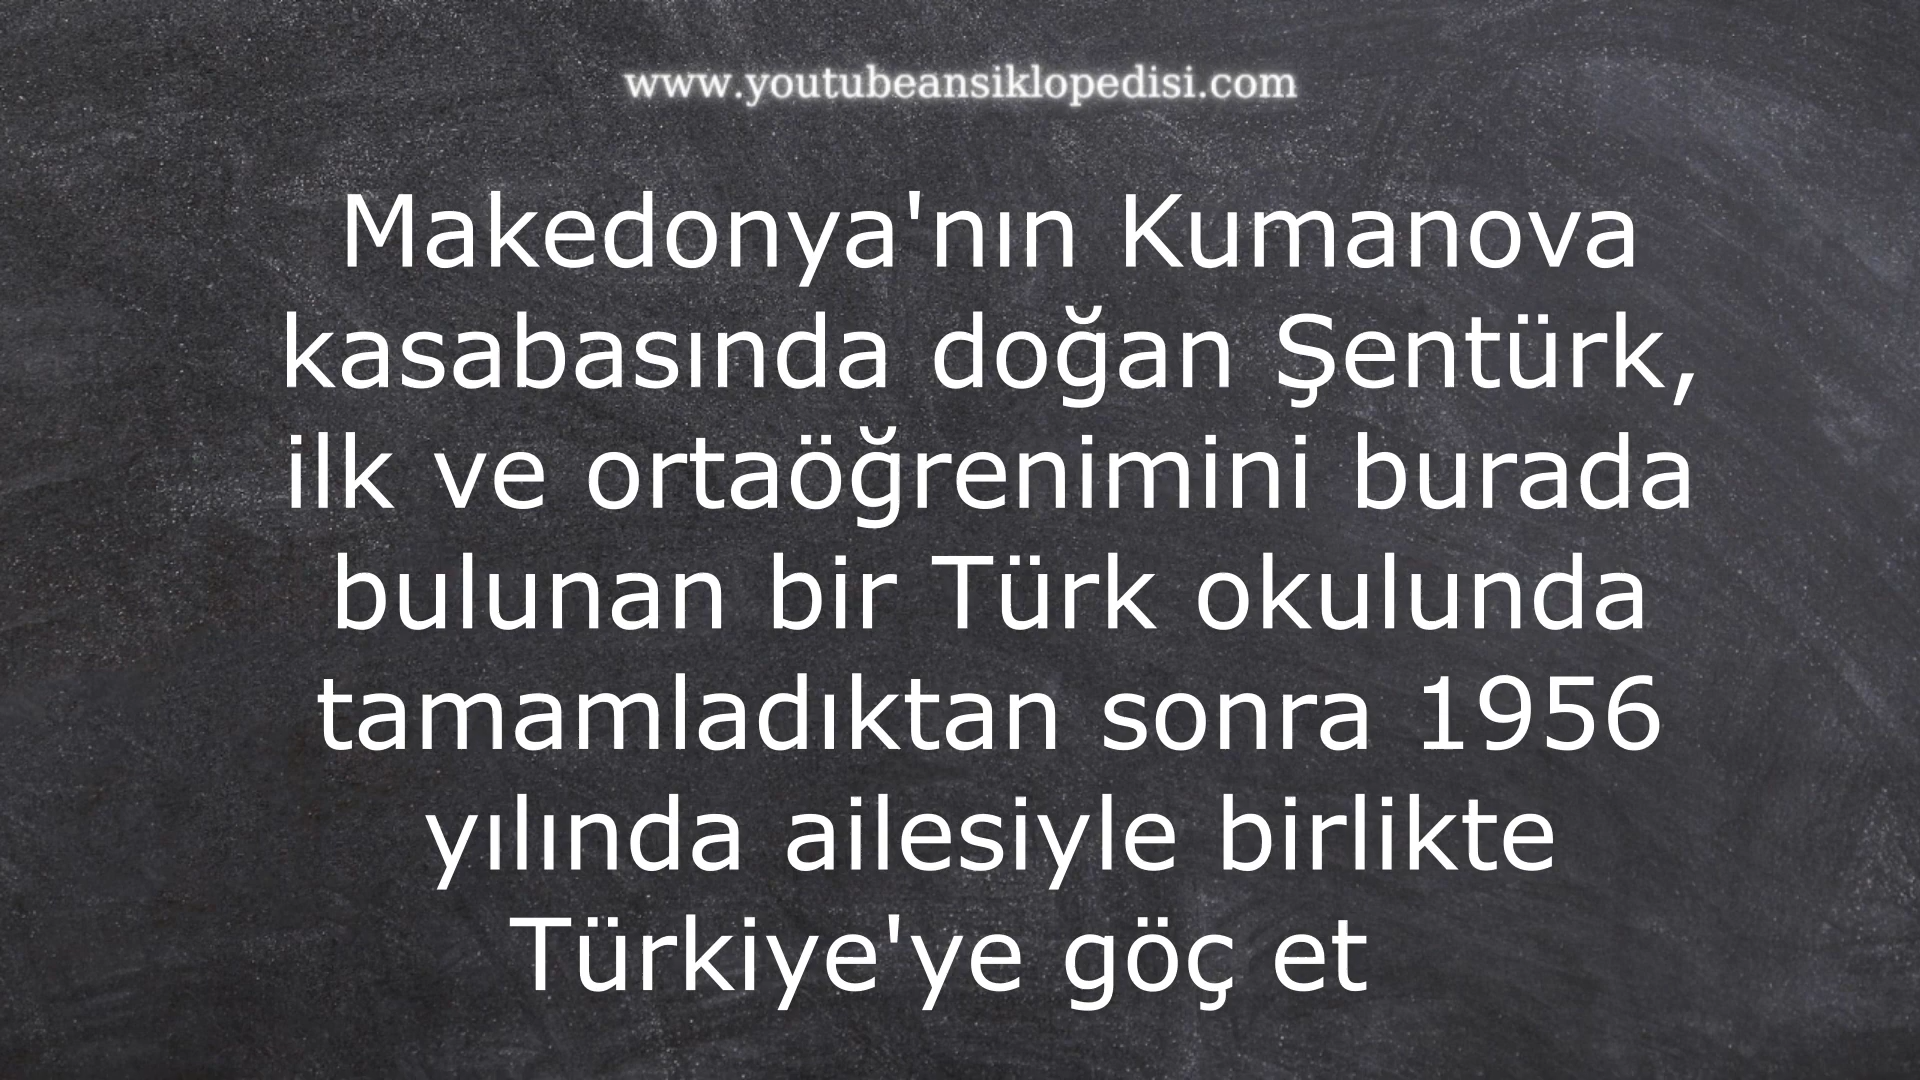 www.youtubeansiklopedisi.com
Makedonya'nın Kumanova
kasabasında doğan Şentürk,
ilk ve ortaöğrenimini burada
bulunan bir Türk okulunda
tamamladıktan sonra 1956
yılında ailesiyle birlikte
Türkiye'ye göç et